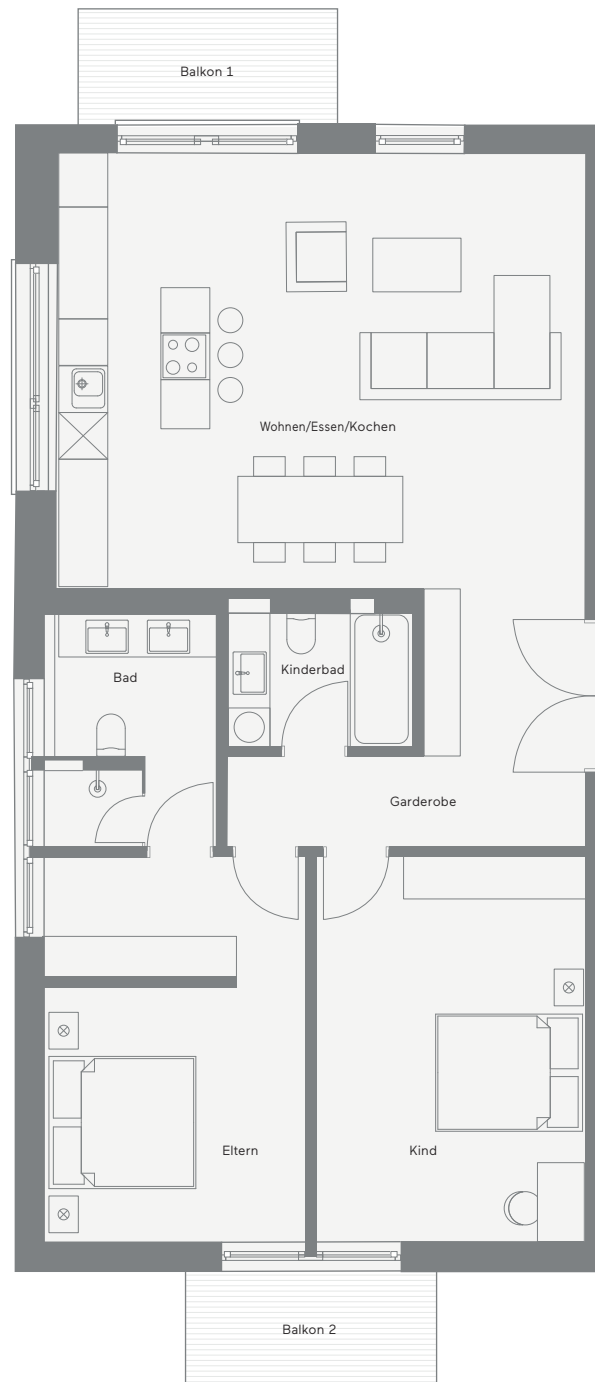 Balkon 1
Wohnen/Essen/Kochen
Bad
Kinderbad
Garderobe
Eltern
Kind
Balkon 2